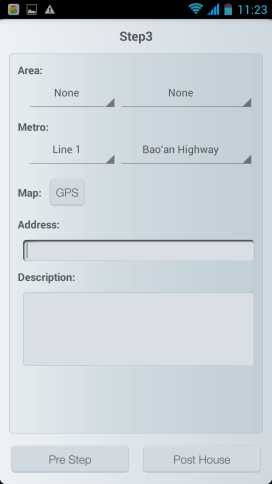 11:23
Step3
Area:
None None
Metro:
Line 1 Bao'an Highway
Map: GPS
Address:
Description:
Pre Step Post House